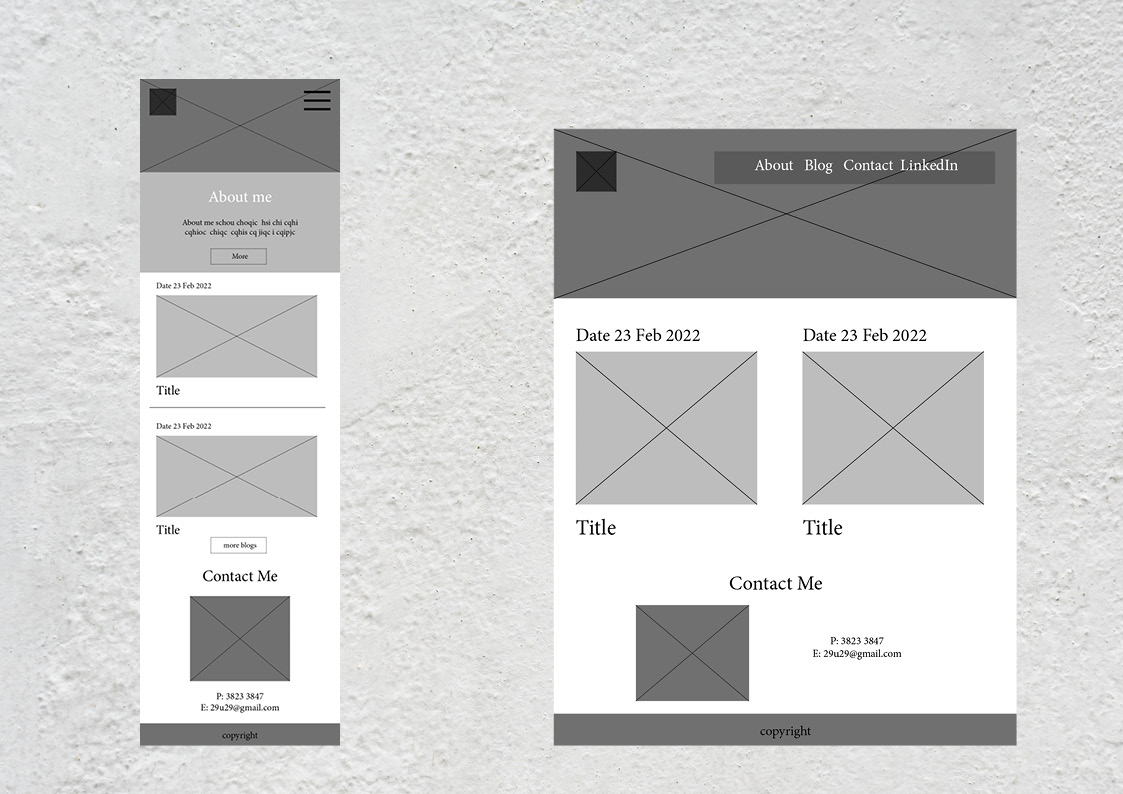 About me
About me schou choqic hsi chi cqhi
cqhioc chiqc cqhis cq jiqc i cqipjc
More
Date 23 Feb 2022
Title
Date 23 Feb 2022
Title
more blogs
Contact Me
P: 3823 3847
E: 29u29@gmail.com
copyright
About Blog Contact LinkedIn
Date 23 Feb 2022 Date 23 Feb 2022
Title Title
Contact Me
P: 3823 3847
E: 29u29@gmail.com
copyright